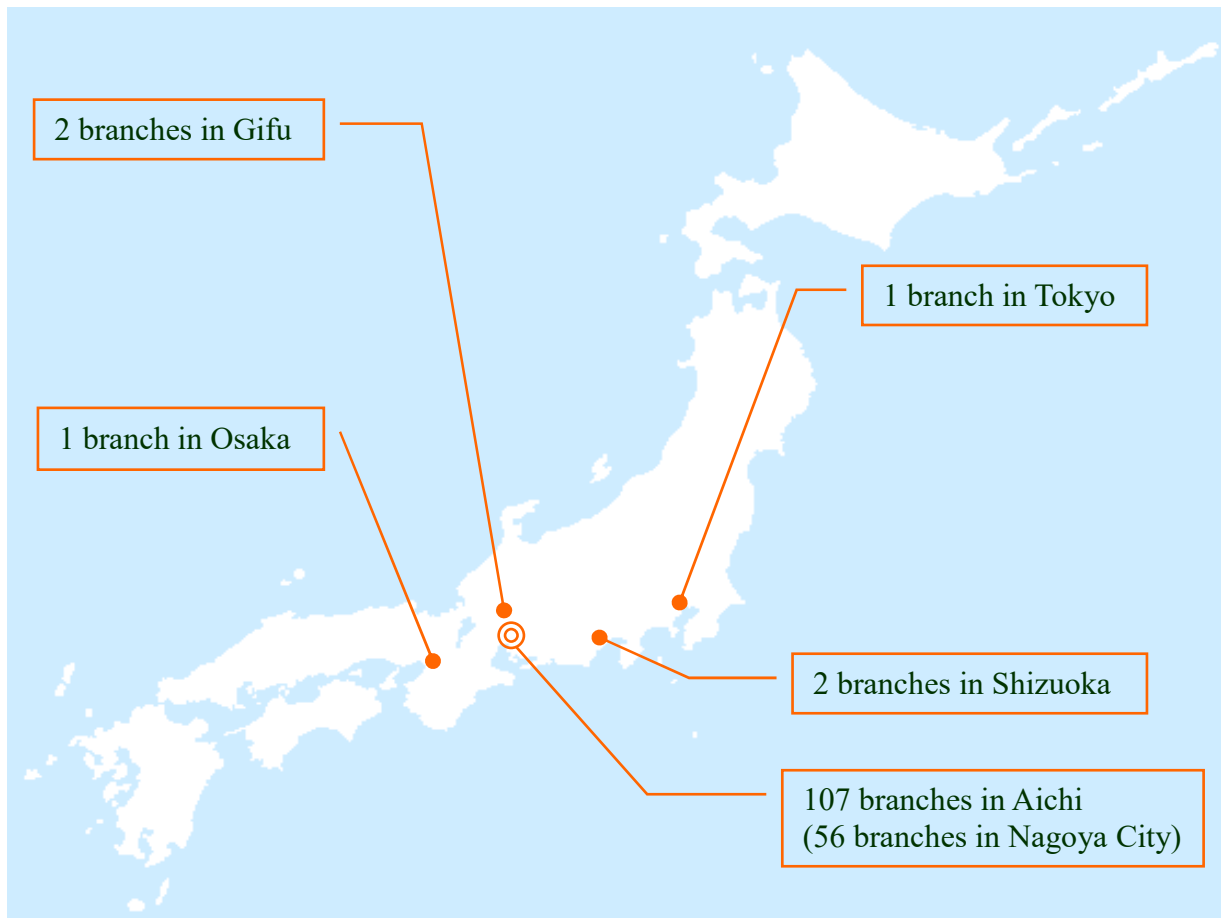 2 branches in Gifu
1 branch in Tokyo
1 branch in Osaka
2 branches in Shizuoka
107 branches in Aichi
(56 branches in Nagoya City)